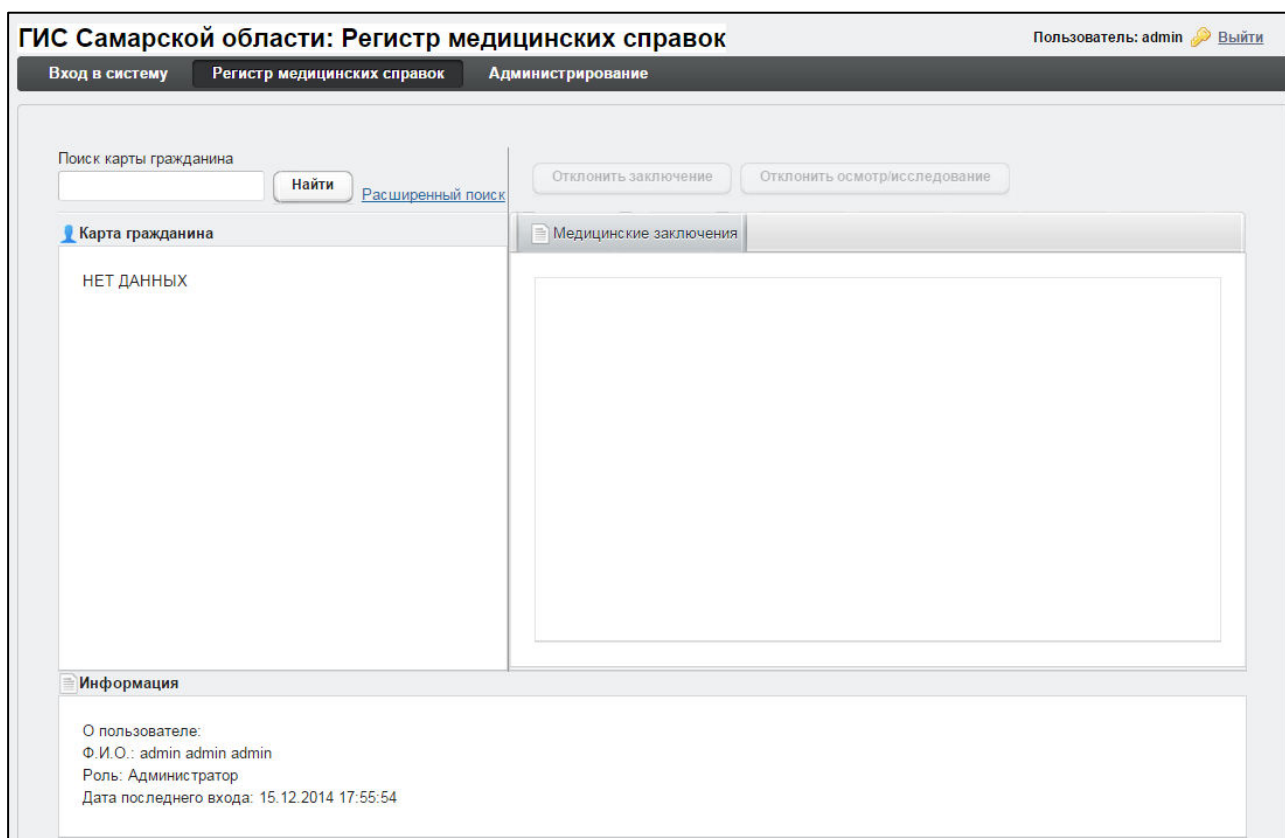 ГИС Самарской области: Регистр медицинских справок
Пользователь: admin Выйти
Вход в систему Регистр медицинских справок Администрирование
Поиск карты гражданина
Найти Расширенный поиск
Отклонить заключение Отклонить осмотр/исследование
Карта гражданина
Медицинские заключения
НЕТ ДАННЫХ
Информация
О пользователе:
Ф.И.О.: admin admin admin
Роль: Администратор
Дата последнего входа: 15.12.2014 17:55:54